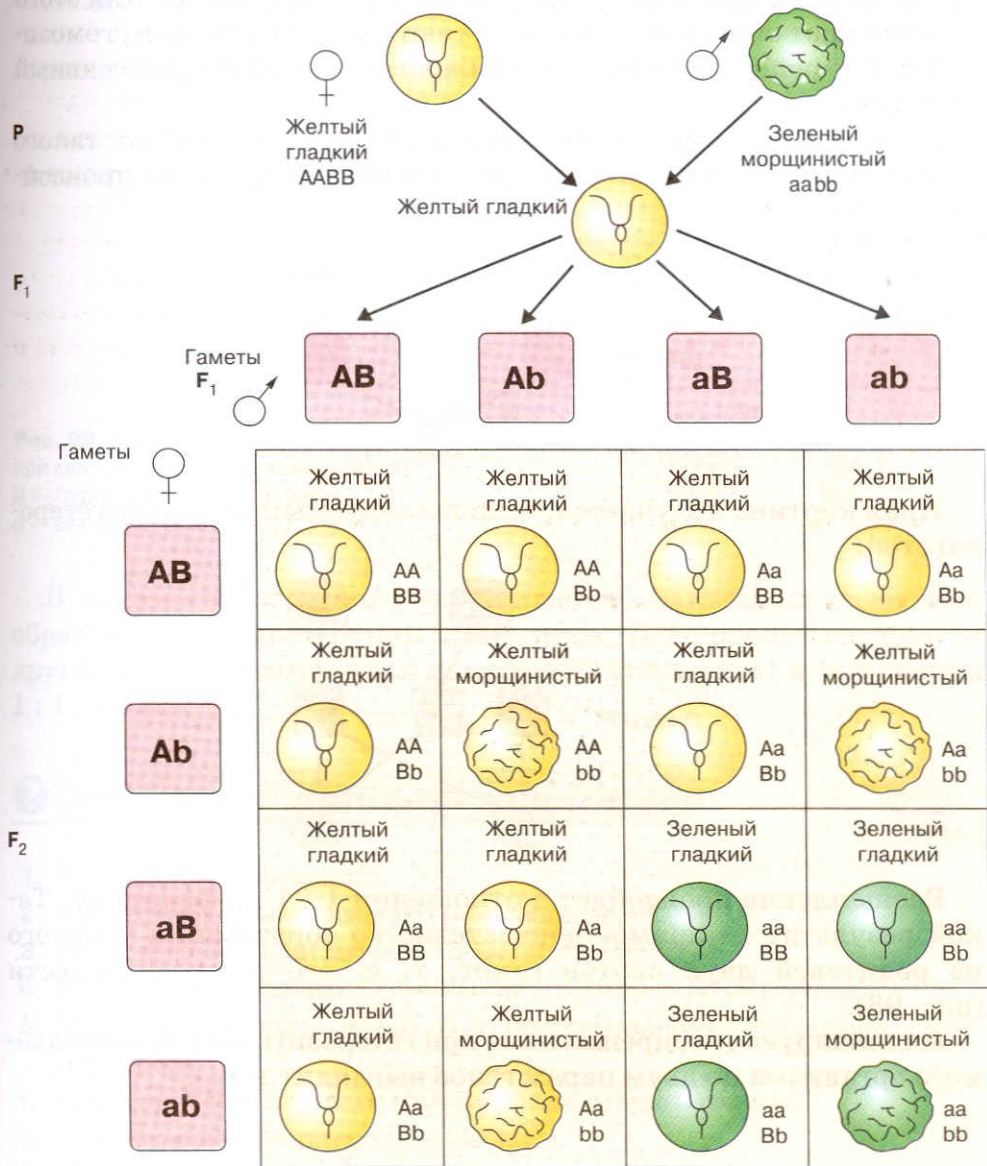 P
Желтый
гладкий
AABB
Зеленый
морщинистый
aabb
Желтый гладкий
F1
Гаметы
F1
AB
Ab
aB
ab
Гаметы
Желтый
гладкий
AA
BB
Желтый
гладкий
AA
Bb
Желтый
гладкий
Aa
BB
Желтый
гладкий
Aa
Bb
AB
Желтый
гладкий
AA
Bb
Желтый
морщинистый
AA
bb
Желтый
гладкий
Aa
Bb
Желтый
морщинистый
Aa
bb
Ab
F2
Желтый
гладкий
Aa
BB
Желтый
гладкий
Aa
Bb
Зеленый
гладкий
aa
BB
Зеленый
гладкий
aa
Bb
aB
Желтый
гладкий
Aa
Bb
Желтый
морщинистый
Aa
bb
Зеленый
гладкий
aa
Bb
Зеленый
морщинистый
aa
bb
ab